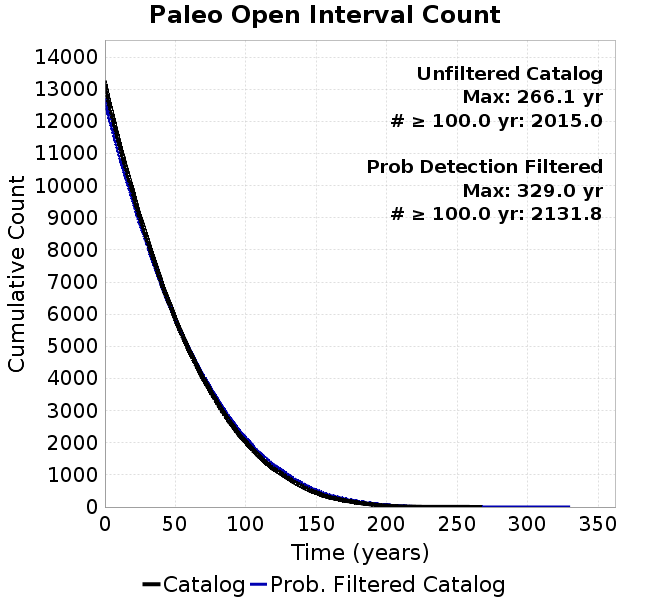 Paleo Open Interval Count
Unfiltered Catalog
Max: 266.1 yr
# ≥ 100.0 yr: 2015.0
Prob Detection Filtered
Max: 329.0 yr
# ≥ 100.0 yr: 2131.8
Cumulative Count
14000
13000
12000
11000
10000
9000
8000
7000
6000
5000
4000
3000
2000
1000
0
0 50 100 150 200 250 300 350
Time (years)
Catalog Prob. Filtered Catalog